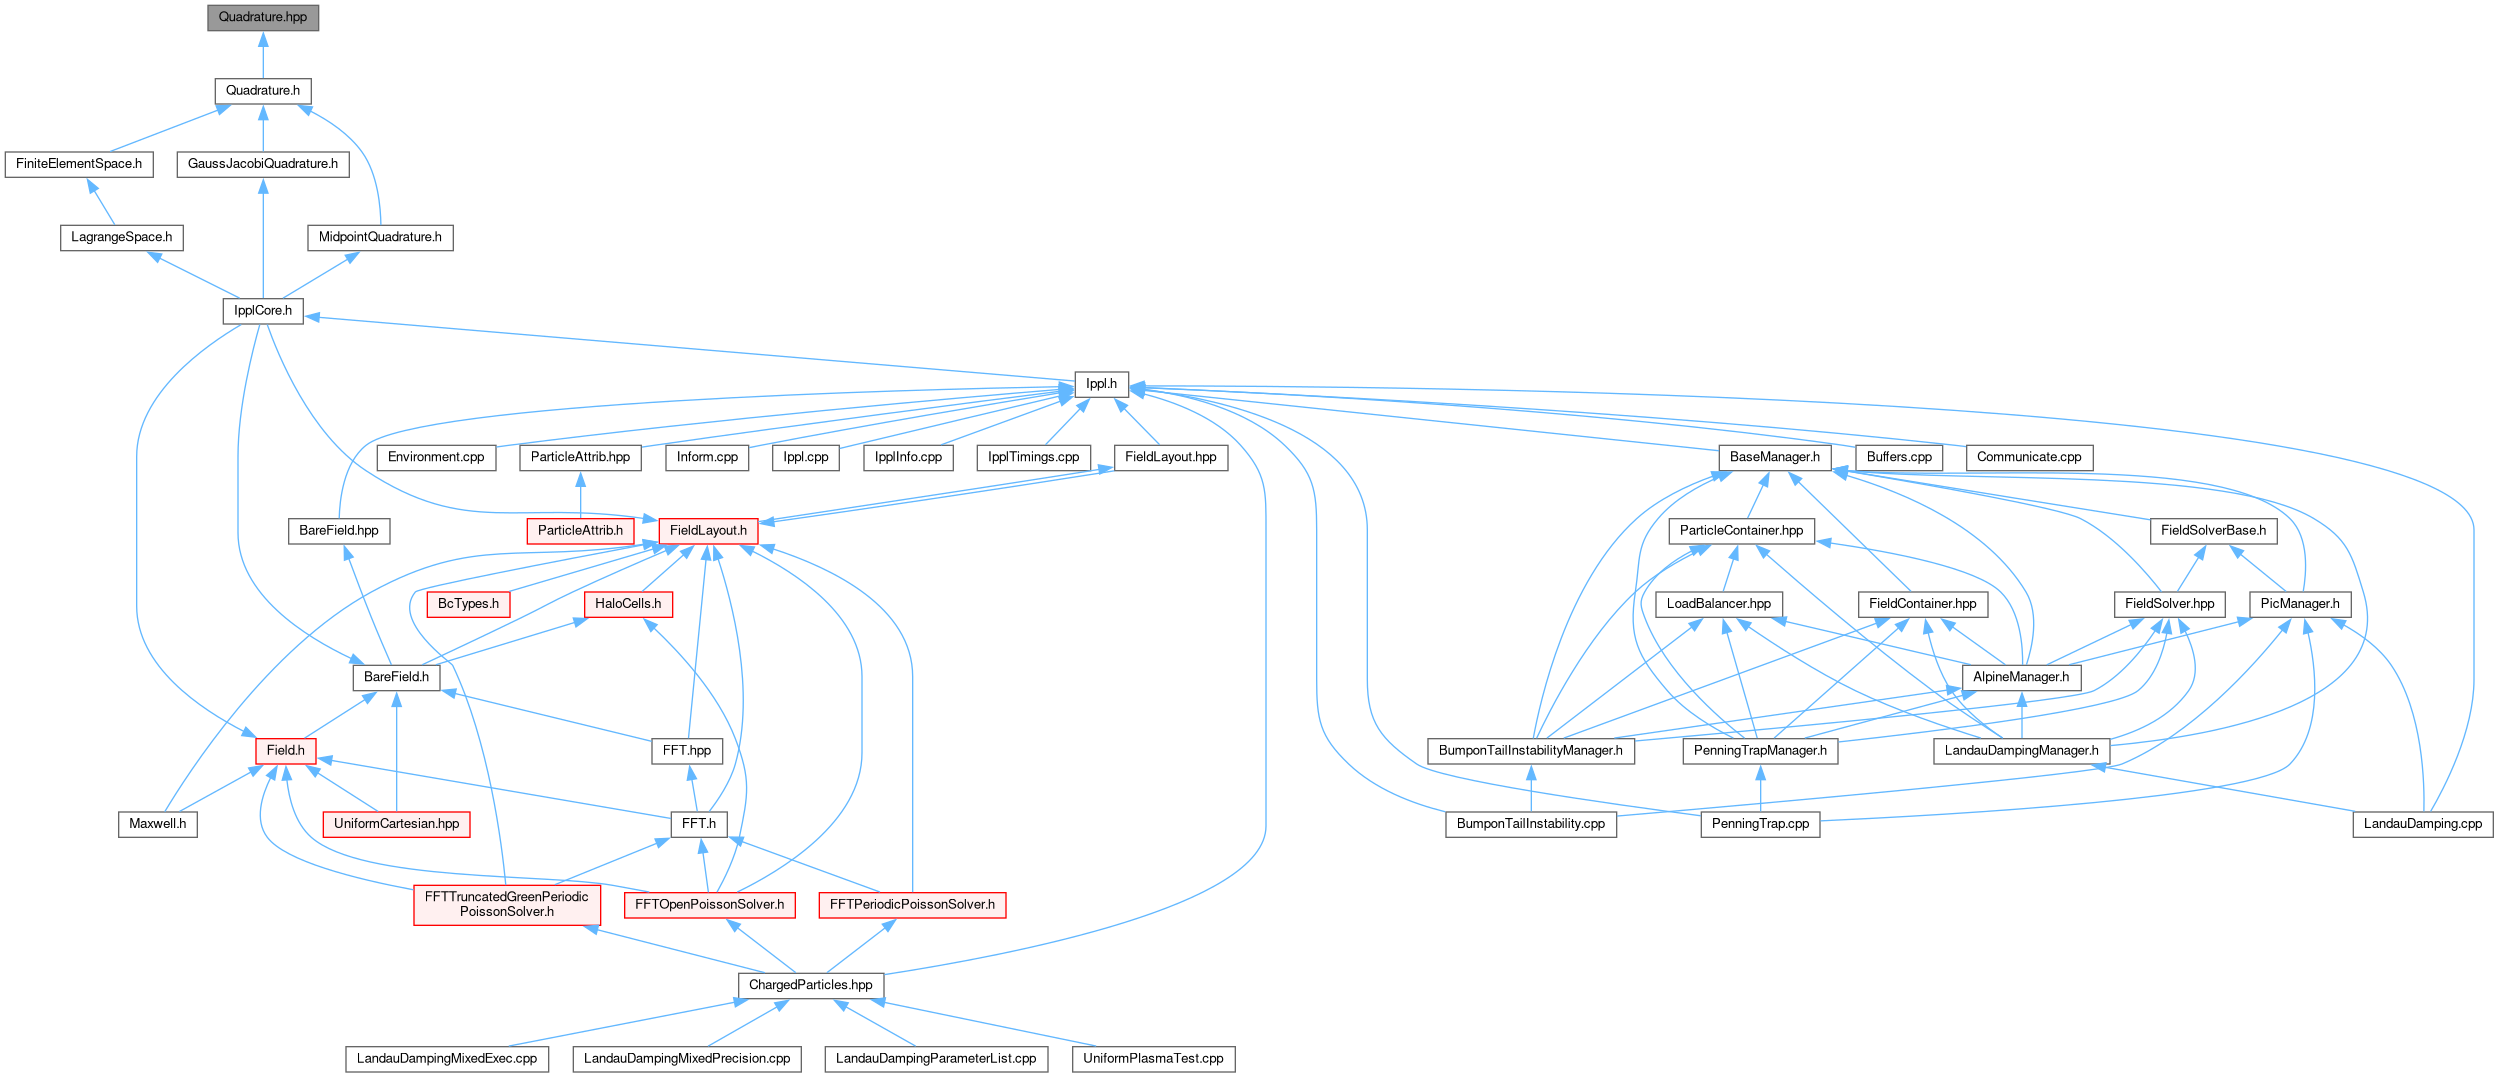 Quadrature.hpp
Quadrature.h
FiniteElementSpace.h
GaussJacobiQuadrature.h
LagrangeSpace.h
MidpointQuadrature.h
IpplCore.h
Ippl.h
Environment.cpp
ParticleAttrib.hpp
Inform.cpp
Ippl.cpp
IpplInfo.cpp
IpplTimings.cpp
FieldLayout.hpp
BaseManager.h
Buffers.cpp
Communicate.cpp
BareField.hpp
ParticleAttrib.h
FieldLayout.h
ParticleContainer.hpp
FieldSolverBase.h
BcTypes.h
HaloCells.h
LoadBalancer.hpp
FieldContainer.hpp
FieldSolver.hpp
PicManager.h
BareField.h
AlpineManager.h
Field.h
FFT.hpp
BumponTailInstabilityManager.h
PenningTrapManager.h
LandauDampingManager.h
Maxwell.h
UniformCartesian.hpp
FFT.h
BumponTailInstability.cpp
PenningTrap.cpp
LandauDamping.cpp
FFTTruncatedGreenPeriodic
PoissonSolver.h
FFTOpenPoissonSolver.h
FFTPeriodicPoissonSolver.h
ChargedParticles.hpp
LandauDampingMixedExec.cpp
LandauDampingMixedPrecision.cpp
LandauDampingParameterList.cpp
UniformPlasmaTest.cpp